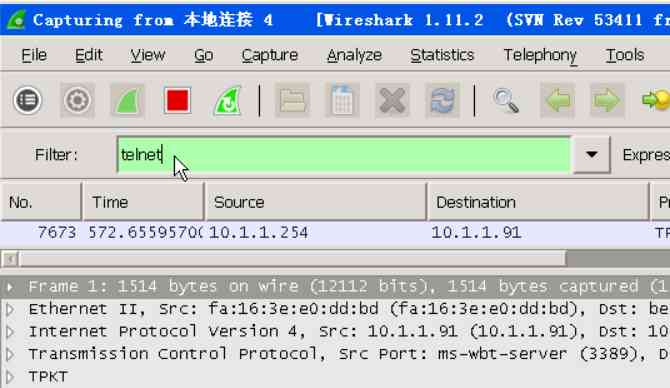 Capturing from 本地连接 4 [Wireshark 1.11.2 (SVN Rev 53411 fr
File Edit View Go Capture Analyze Statistics Telephony Tools
Filter: telnet Expres
No. Time Source Destination P
7673 572.6559570( 10.1.1.254 10.1.1.91 TP
Frame 1: 1514 bytes on wire (12112 bits), 1514 bytes captured (1
Ethernet II, Src: fa:16:3e:e0:dd:bd (fa:16:3e:e0:dd:bd), Dst: be
Internet Protocol Version 4, Src: 10.1.1.91 (10.1.1.91), Dst: 10
Transmission Control Protocol, Src Port: ms-wbt-server (3389), D
TPKT